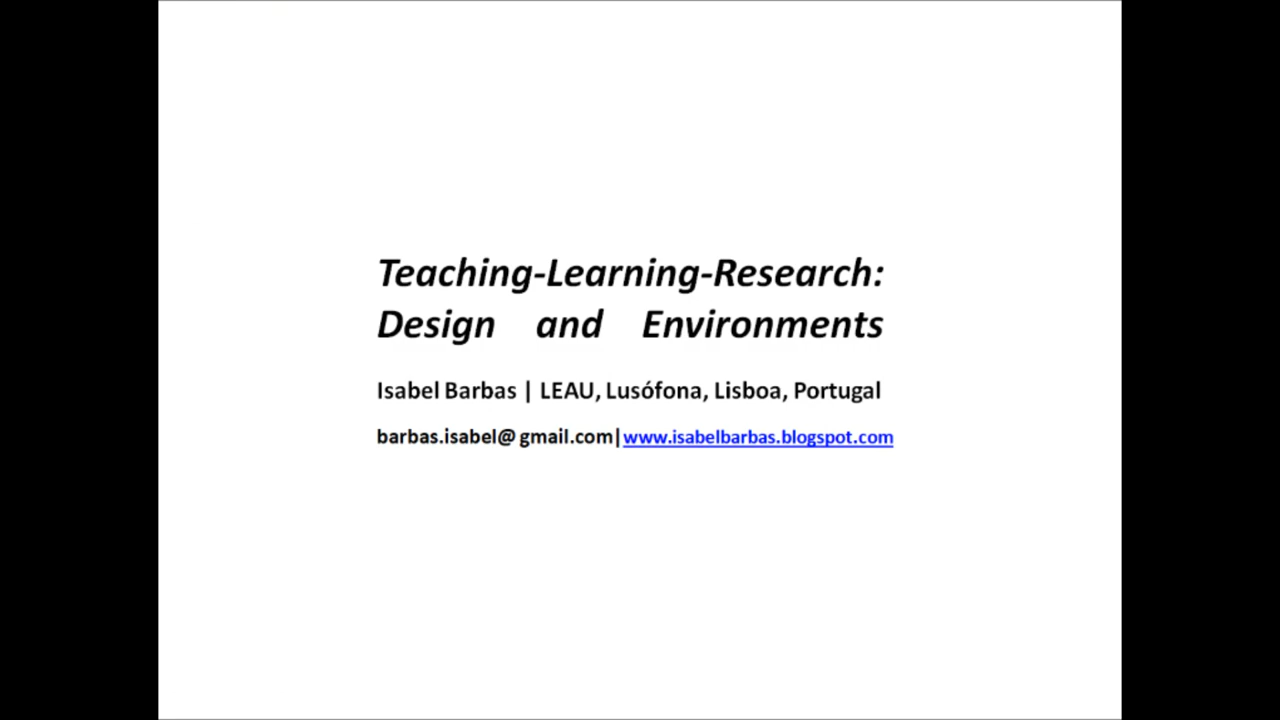 Teaching-Learning-Research:
Design and Environments
Isabel Barbas | LEAU, Lusófona, Lisboa, Portugal
barbas.isabel@ gmail.com|www.isabelbarbas.blogspot.com